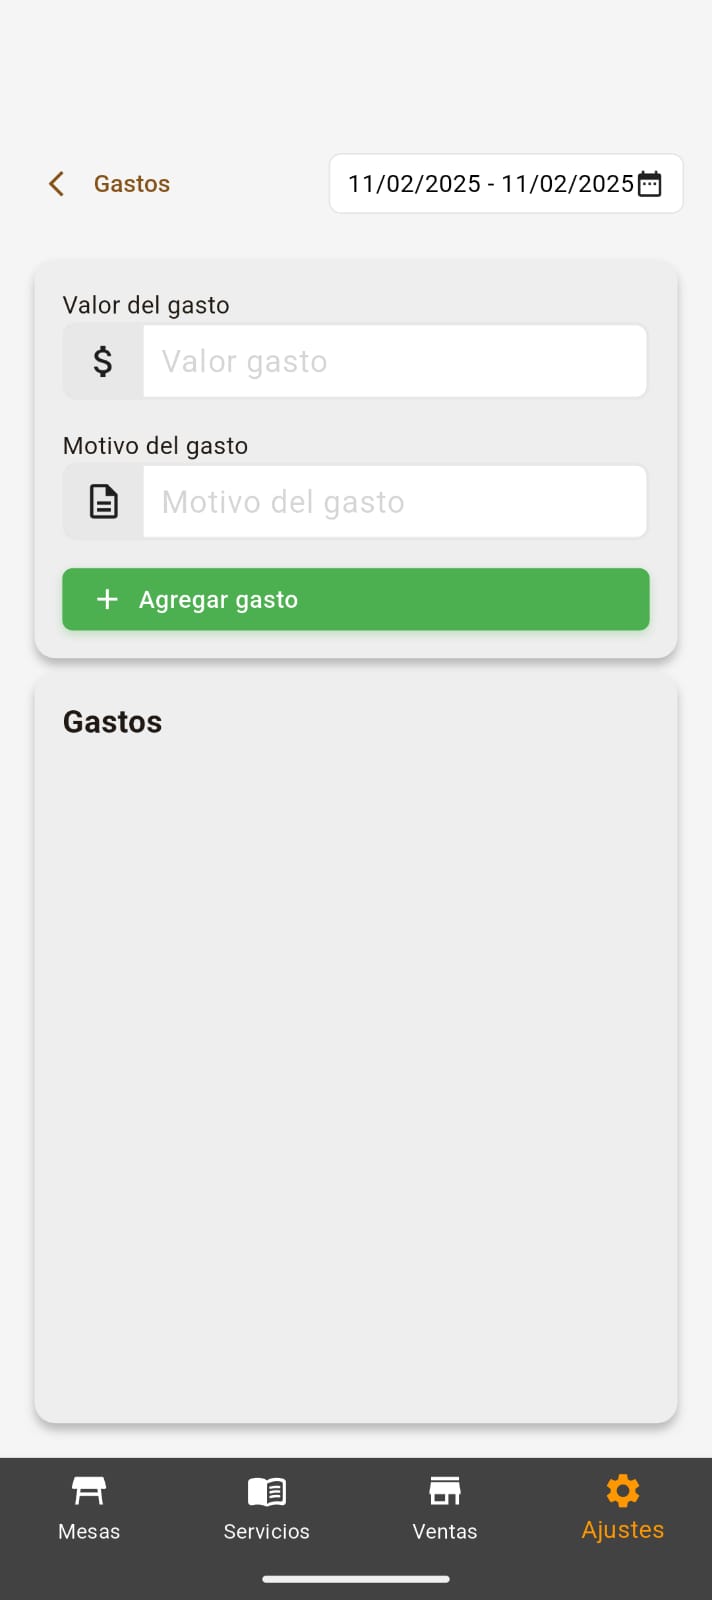 Gastos
11/02/2025 - 11/02/2025
Valor del gasto
$ Valor gasto
Motivo del gasto
Motivo del gasto
+ Agregar gasto
Gastos
Mesas Servicios Ventas Ajustes